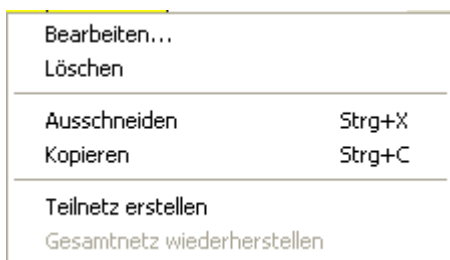 Bearbeiten...
Löschen
Ausschneiden Strg+X
Kopieren Strg+C
Teilnetz erstellen
Gesamtnetz wiederherstellen